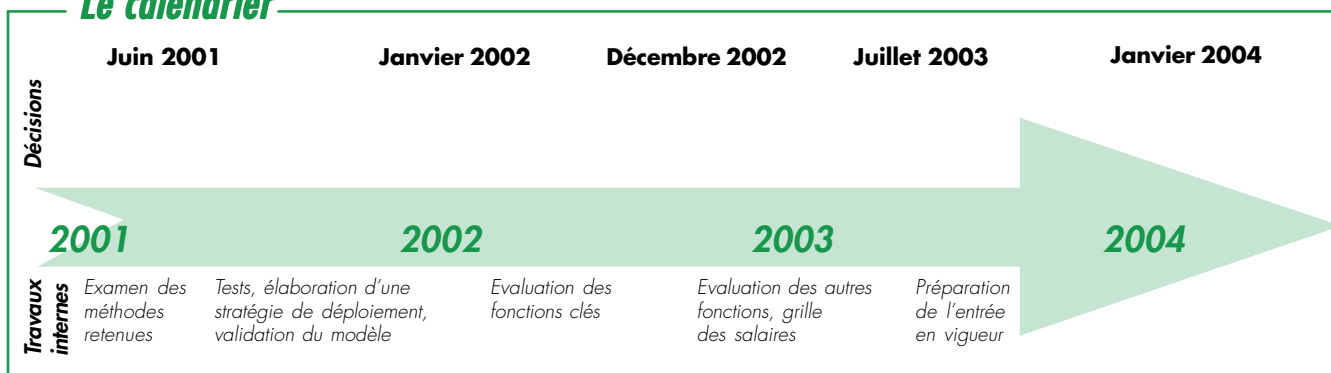 Le calendrier
Juin 2001 Janvier 2002 Décembre 2002 Juillet 2003 Janvier 2004
Décisions
2001 2002 2003 2004
Travaux
internes
Examen des
méthodes
retenues
Tests, élaboration d’une
stratégie de déploiement,
validation du modèle
Evaluation des
fonctions clés
Evaluation des autres
fonctions, grille
des salaires
Préparation
de l’entrée
en vigueur